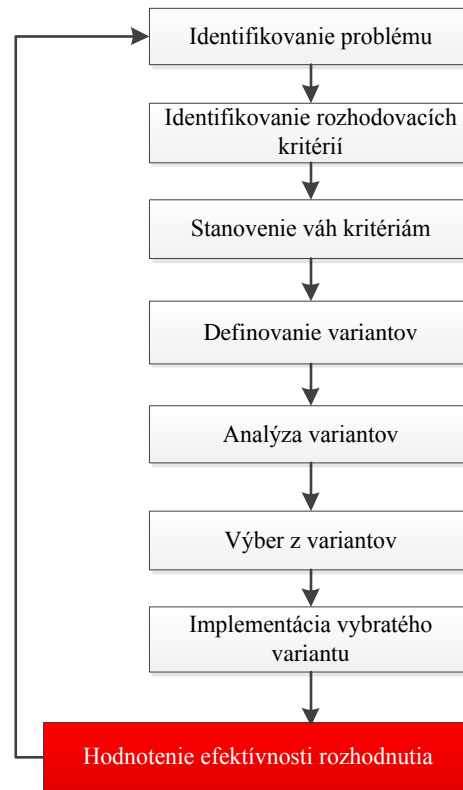 Identifikovanie problému
Identifikovanie rozhodovacích
kritérií
Stanovenie váh kritériám
Definovanie variantov
Analýza variantov
Výber z variantov
Implementácia vybratého
variantu
Hodnotenie efektívnosti rozhodnutia